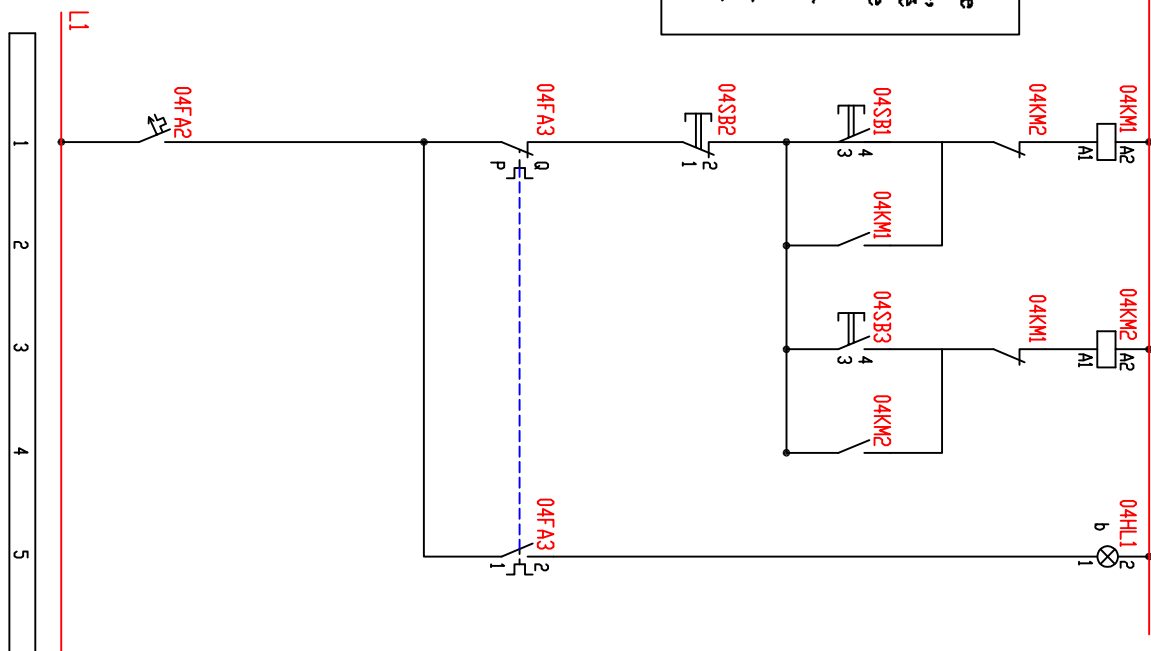 04KM1 04KM2 04HL1
A2 A2 2
b
A1 A1 1
04KM2 04KM1
04SB1 04KM1 04SB3 04KM2
4 4
3 3
04SB2
2
1
04FA3 04FA3
Q 2
P 1
04FA2
L1
1 2 3 4 5